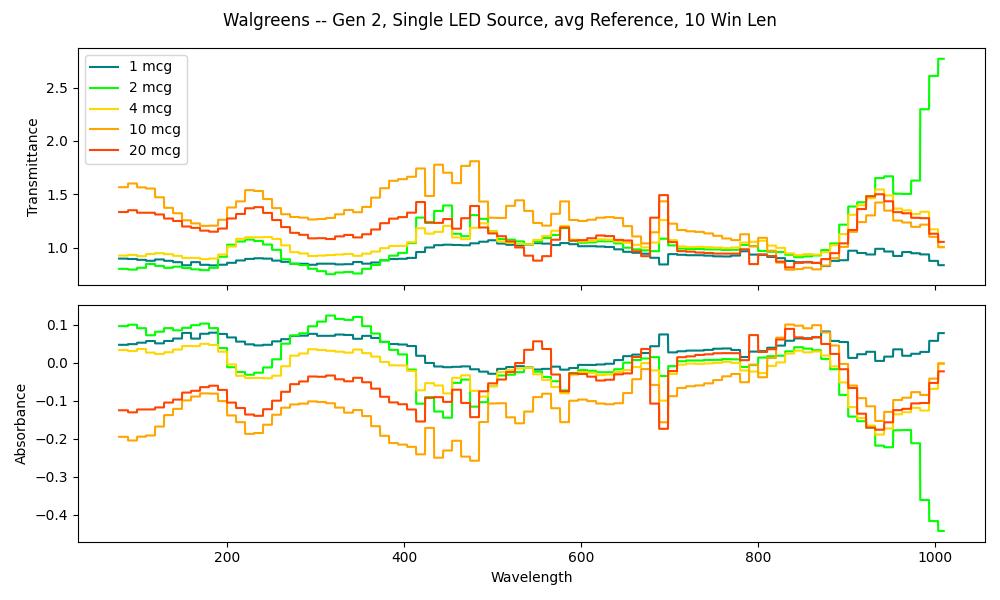 Walgreens -- Gen 2, Single LED Source, avg Reference, 10 Win Len
Transmittance
2.5
2.0
1.5
1.0
1 mcg
2 mcg
4 mcg
10 mcg
20 mcg
Absorbance
0.1
0.0
−0.1
−0.2
−0.3
−0.4
200 400 600 800 1000
Wavelength